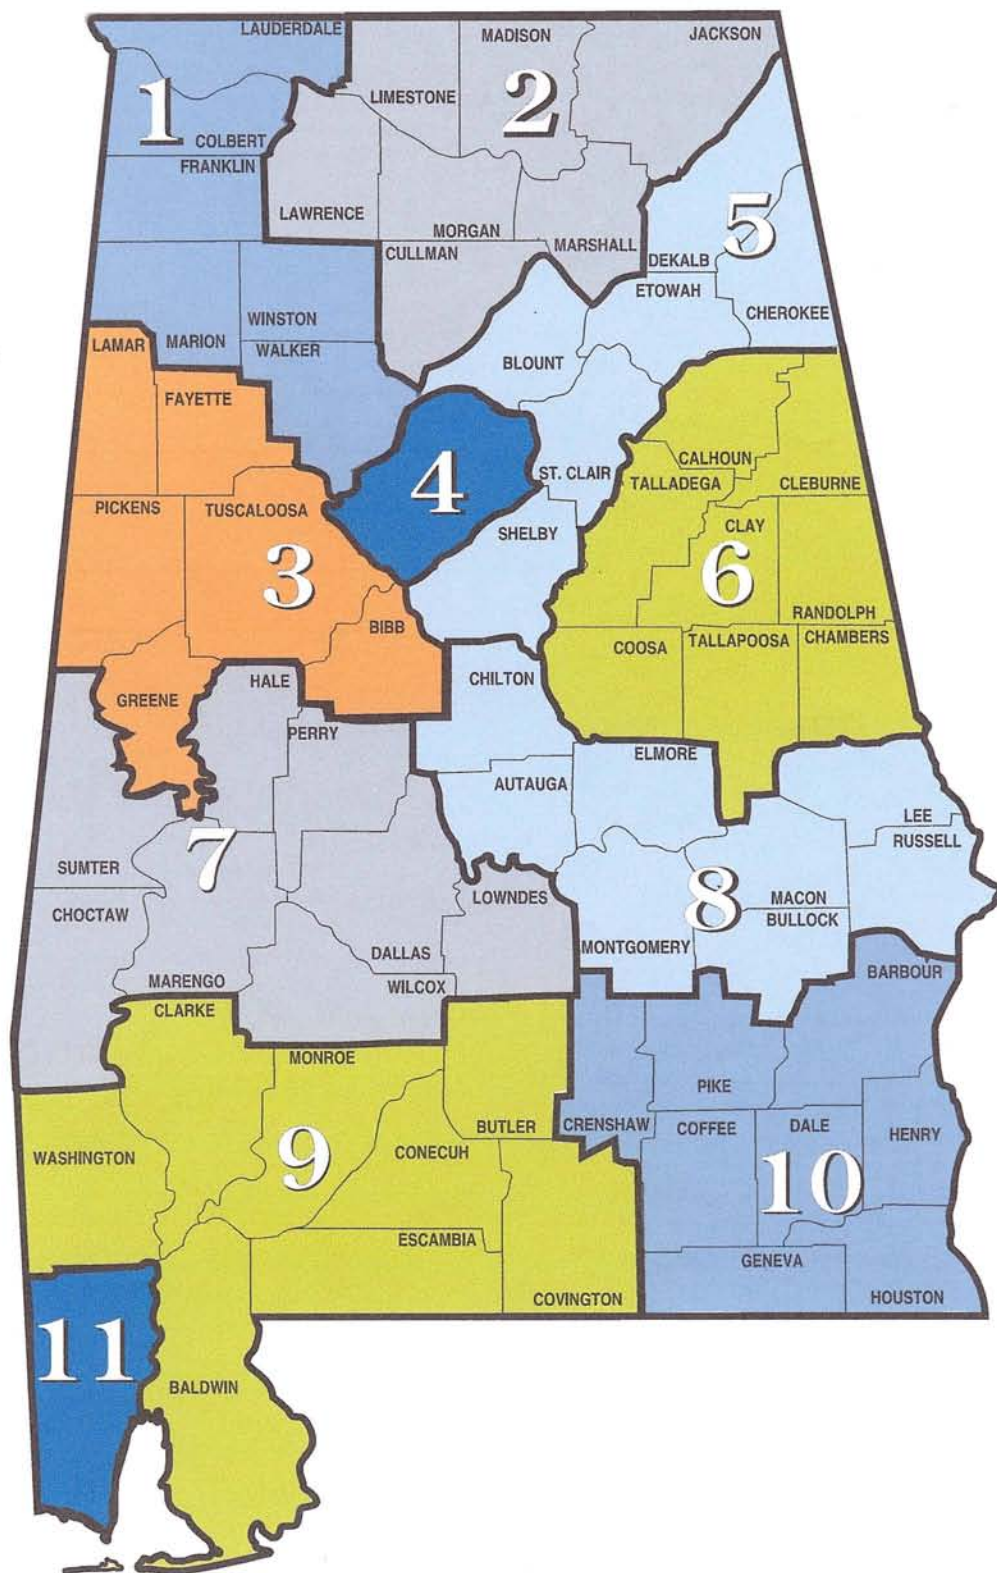 LAUDERDALE
MADISON
JACKSON
LIMESTONE
1
2
COLBERT
FRANKLIN
LAWRENCE
MORGAN
MARSHALL
CULLMAN
5
DEKALB
ETOWAH
CHEROKEE
WINSTON
MARION
WALKER
LAMAR
BLOUNT
FAYETTE
4
ST. CLAIR
CALHOUN
TALLADEGA
CLEBURNE
PICKENS
TUSCALOOSA
SHELBY
CLAY
3
6
BIBB
RANDOLPH
COOSA
TALLAPOOSA
CHAMBERS
HALE
CHILTON
GREENE
PERRY
ELMORE
AUTAUGA
LEE
RUSSELL
7
SUMTER
CHOCTAW
LOWNDES
8
MACON
BULLOCK
DALLAS
MONTGOMERY
MARENGO
WILCOX
BARBOUR
CLARKE
MONROE
PIKE
BUTLER
CRENSHAW
COFFEE
DALE
HENRY
WASHINGTON
9
CONECUH
10
ESCAMBIA
GENEVA
COVINGTON
HOUSTON
11
BALDWIN